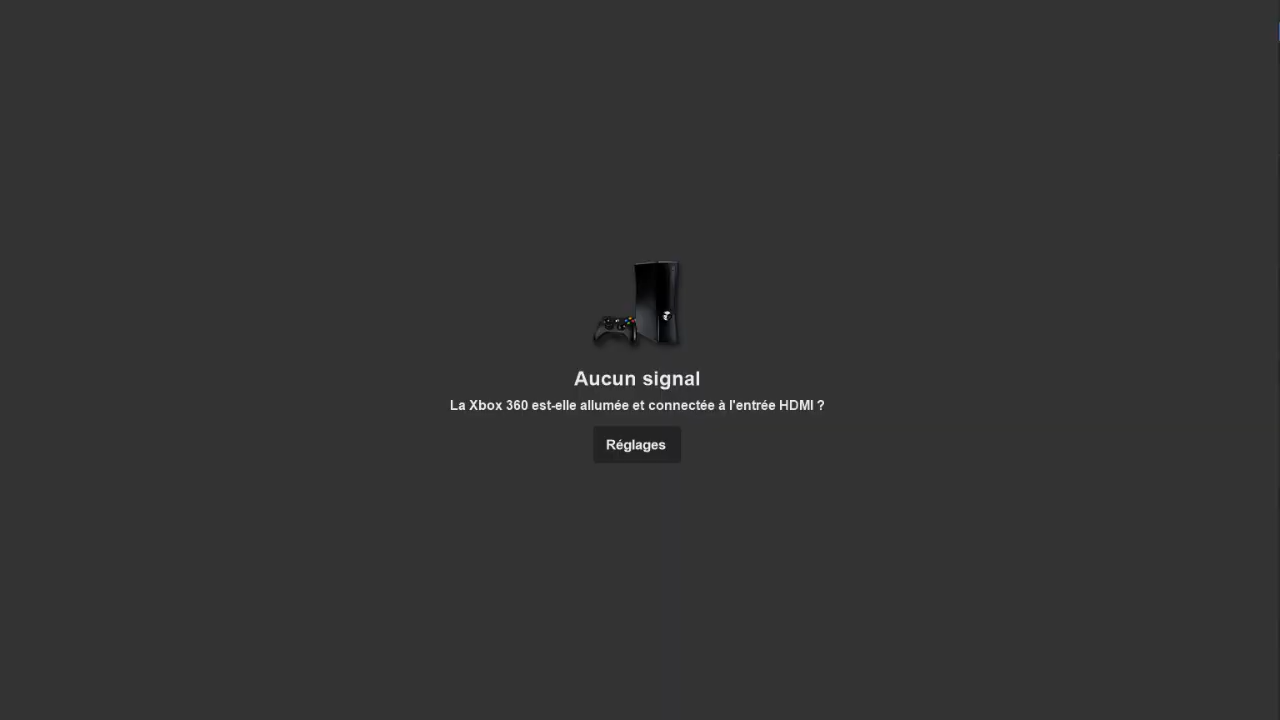 Aucun signal
La Xbox 360 est-elle allumée et connectée à l'entrée HDMI ?
Réglages